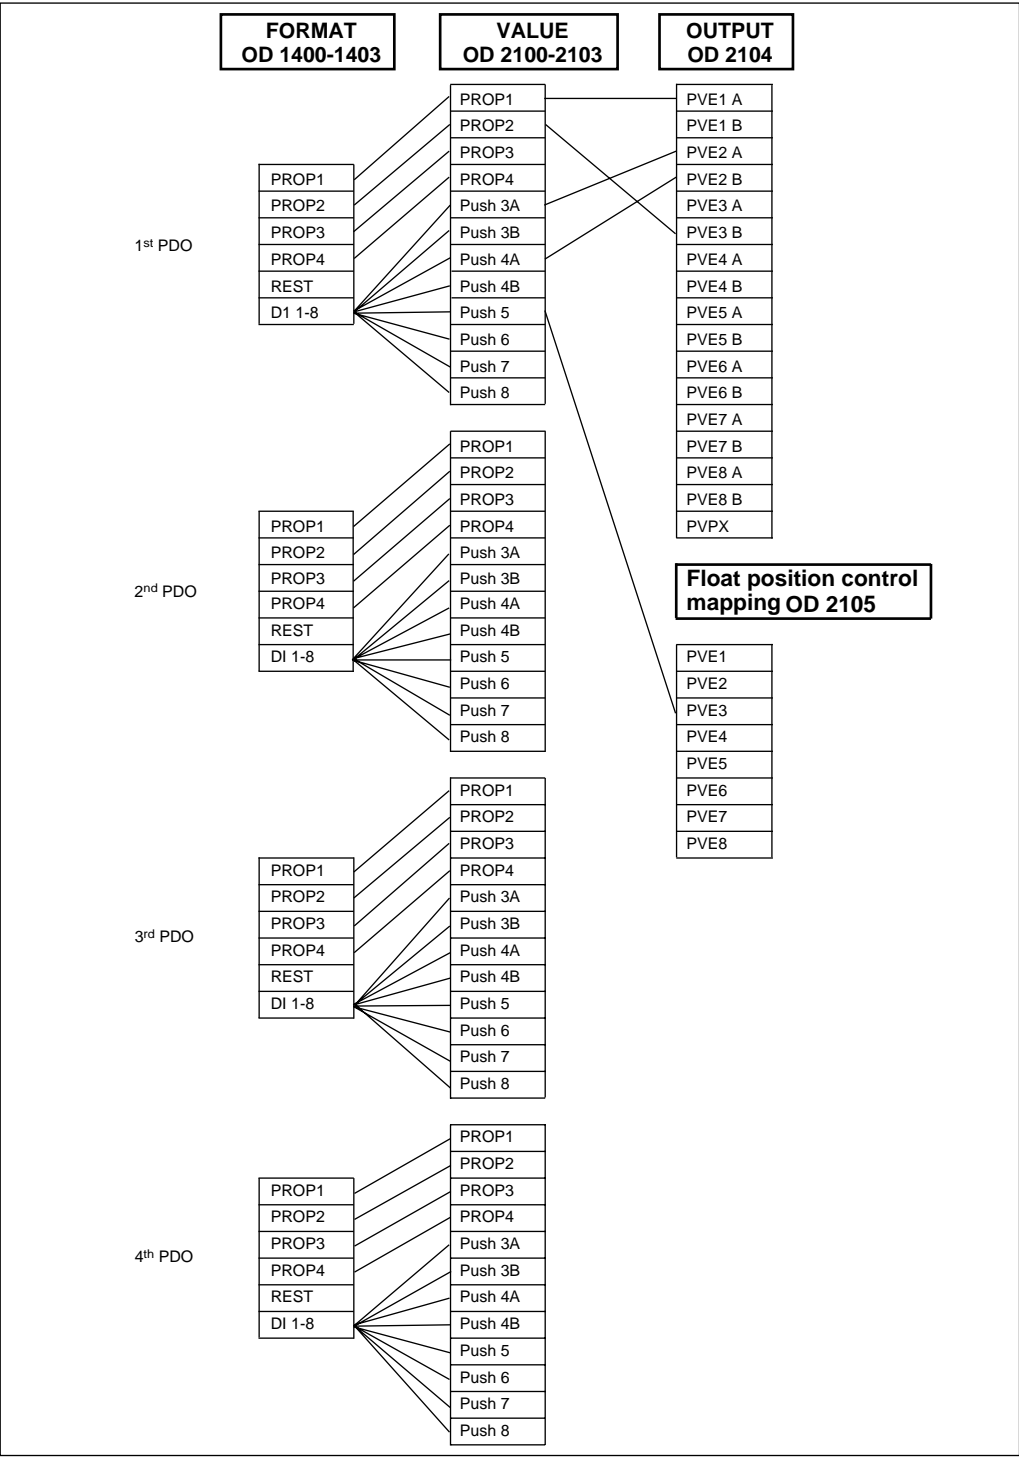 FORMAT
OD 1400-1403
VALUE
OD 2100-2103
OUTPUT
OD 2104
1st PDO
PROP1
PROP2
PROP3
PROP4
REST
D1 1-8
PROP1
PROP2
PROP3
PROP4
Push 3A
Push 3B
Push 4A
Push 4B
Push 5
Push 6
Push 7
Push 8
PVE1 A
PVE1 B
PVE2 A
PVE2 B
PVE3 A
PVE3 B
PVE4 A
PVE4 B
PVE5 A
PVE5 B
PVE6 A
PVE6 B
PVE7 A
PVE7 B
PVE8 A
PVE8 B
PVPX
2nd PDO
PROP1
PROP2
PROP3
PROP4
REST
DI 1-8
PROP1
PROP2
PROP3
PROP4
Push 3A
Push 3B
Push 4A
Push 4B
Push 5
Push 6
Push 7
Push 8
Float position control
mapping OD 2105
PVE1
PVE2
PVE3
PVE4
PVE5
PVE6
PVE7
PVE8
3rd PDO
PROP1
PROP2
PROP3
PROP4
REST
DI 1-8
PROP1
PROP2
PROP3
PROP4
Push 3A
Push 3B
Push 4A
Push 4B
Push 5
Push 6
Push 7
Push 8
4th PDO
PROP1
PROP2
PROP3
PROP4
REST
DI 1-8
PROP1
PROP2
PROP3
PROP4
Push 3A
Push 3B
Push 4A
Push 4B
Push 5
Push 6
Push 7
Push 8